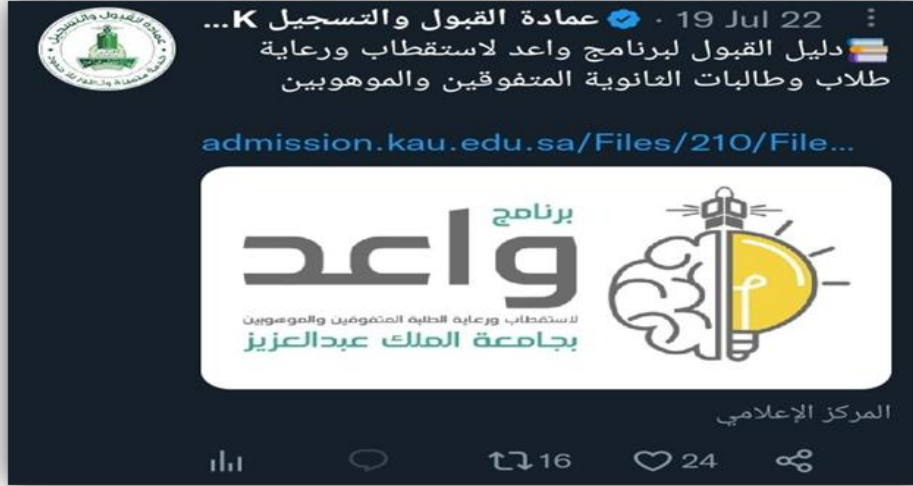 عمادة القبول والتسجيل K... · 19 Jul 22
📚دليل القبول لبرنامج واعد لاستقطاب ورعاية
طلاب وطالبات الثانوية المتفوقين والموهوبين
admission.kau.edu.sa/Files/210/File...
برنامج
واعد
لاستقطاب ورعاية الطلبة المتفوقين والموهوبين
بجامعة الملك عبدالعزيز
المركز الإعلامي
16
24